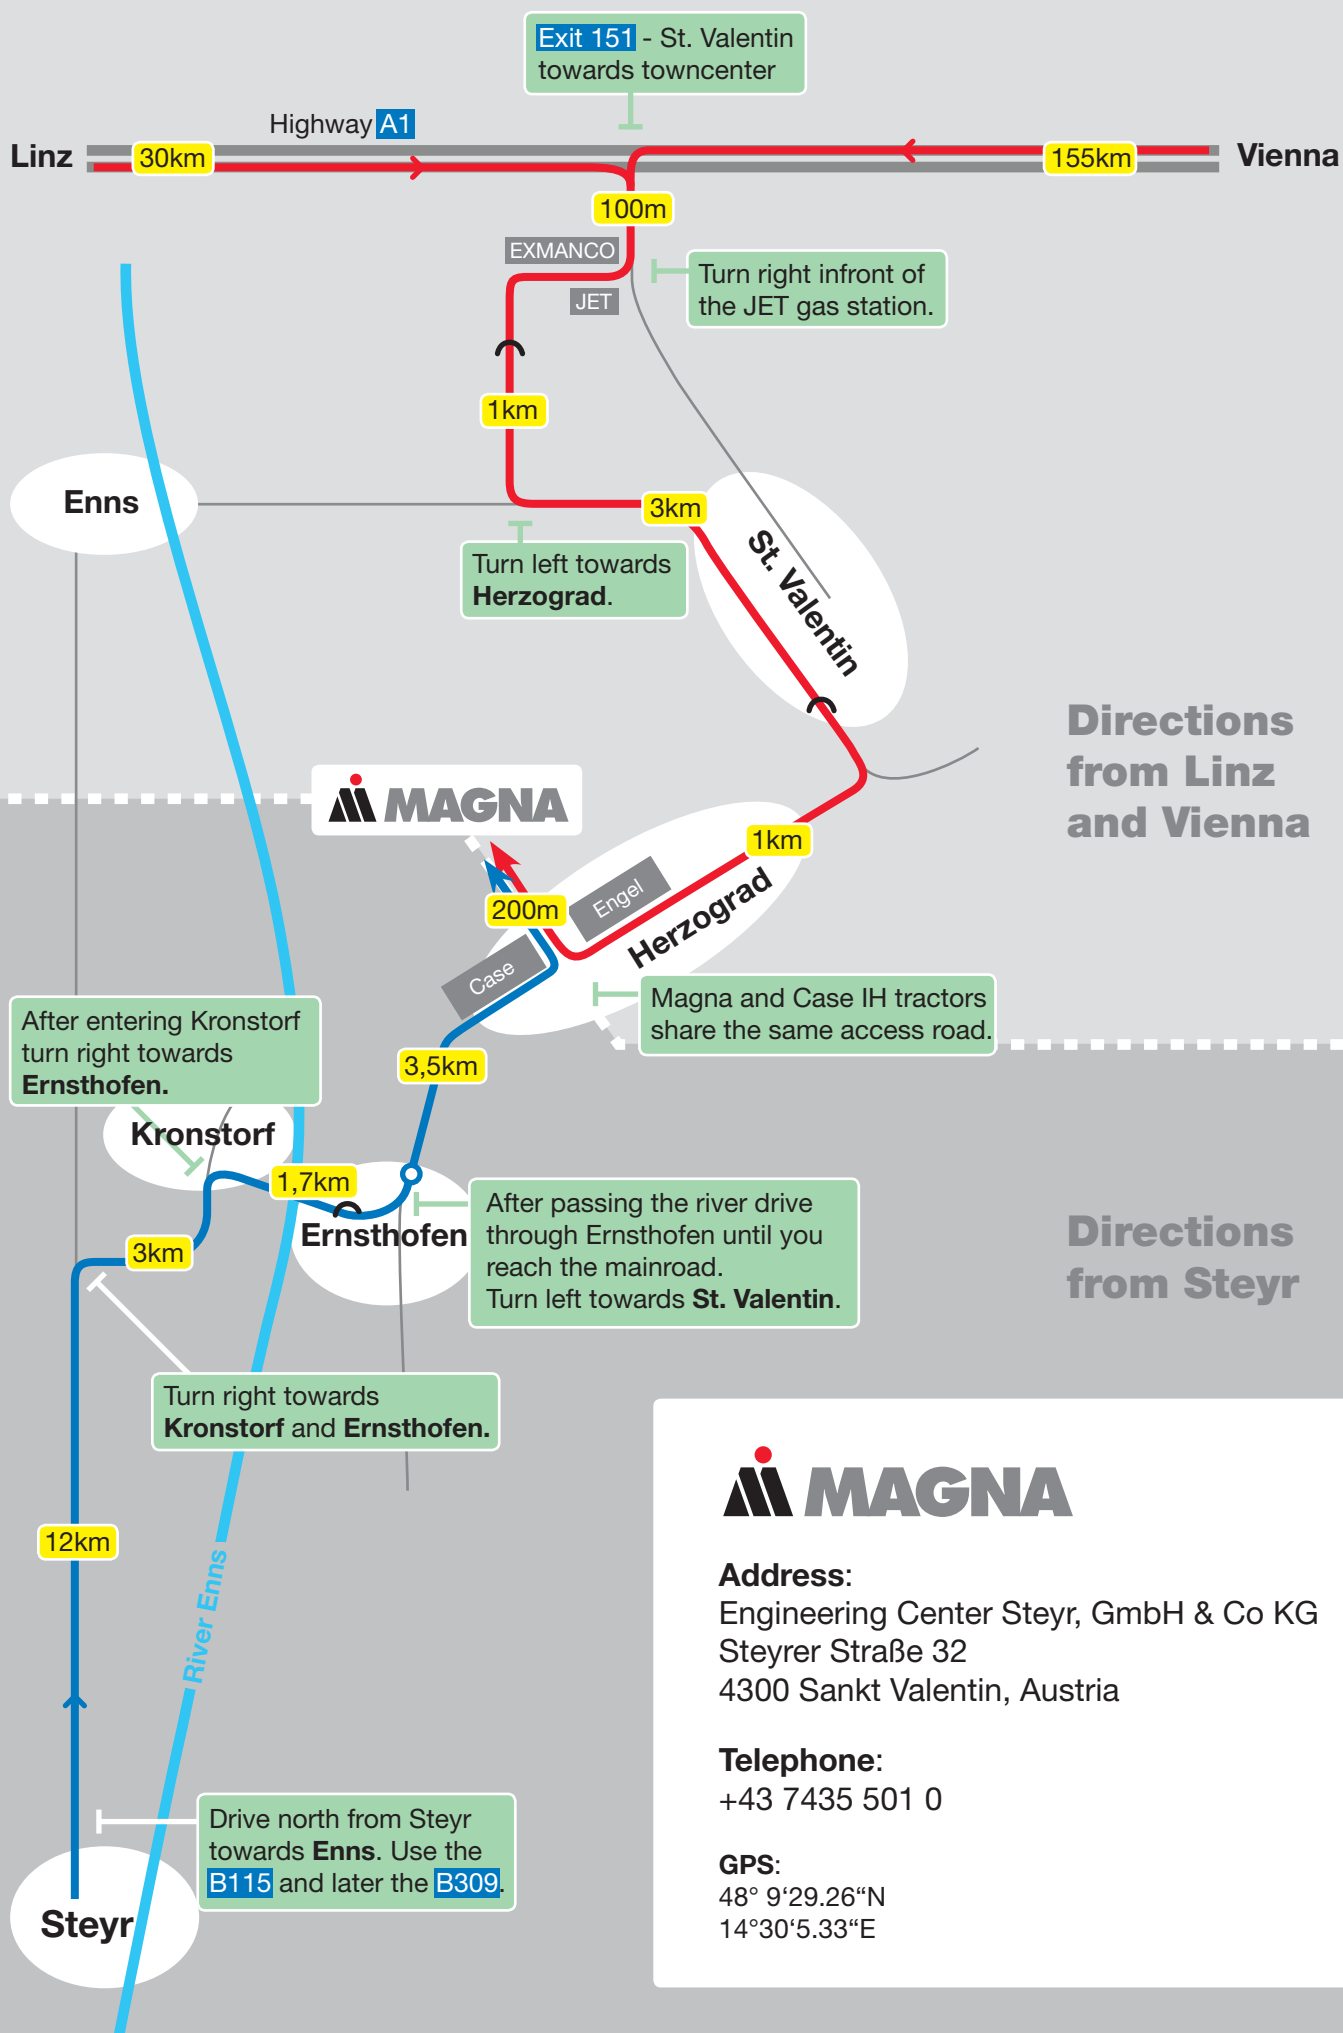 Exit 151 - St. Valentin
towards towncenter
Highway A1
Linz
30km
155km
Vienna
100m
EXMANCO
JET
Turn right infront of
the JET gas station.
1km
Enns
3km
St. Valentin
Turn left towards
Herzograd.
Directions
from Linz
and Vienna
MAGNA
1km
Engel
Herzograd
200m
Case
Magna and Case IH tractors
share the same access road.
After entering Kronstorf
turn right towards
Ernsthofen.
3,5km
Kronstorf
1,7km
Ernsthofen
After passing the river drive
through Ernsthofen until you
reach the mainroad.
Turn left towards St. Valentin.
Directions
from Steyr
3km
Turn right towards
Kronstorf and Ernsthofen.
12km
River Enns
Drive north from Steyr
towards Enns. Use the
B115 and later the B309.
Steyr
MAGNA
Address:
Engineering Center Steyr, GmbH & Co KG
Steyrer Straße 32
4300 Sankt Valentin, Austria
Telephone:
+43 7435 501 0
GPS:
48° 9‘29.26“N
14°30‘5.33“E